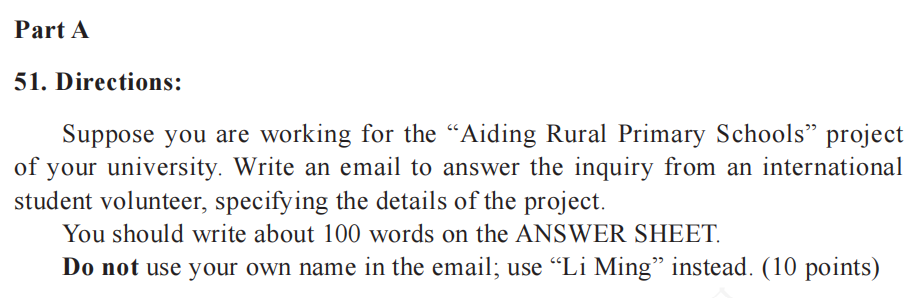 Part A
51. Directions:
Suppose you are working for the “Aiding Rural Primary Schools” project
of your university. Write an email to answer the inquiry from an international
student volunteer, specifying the details of the project.
You should write about 100 words on the ANSWER SHEET.
Do not use your own name in the email; use “Li Ming” instead. (10 points)